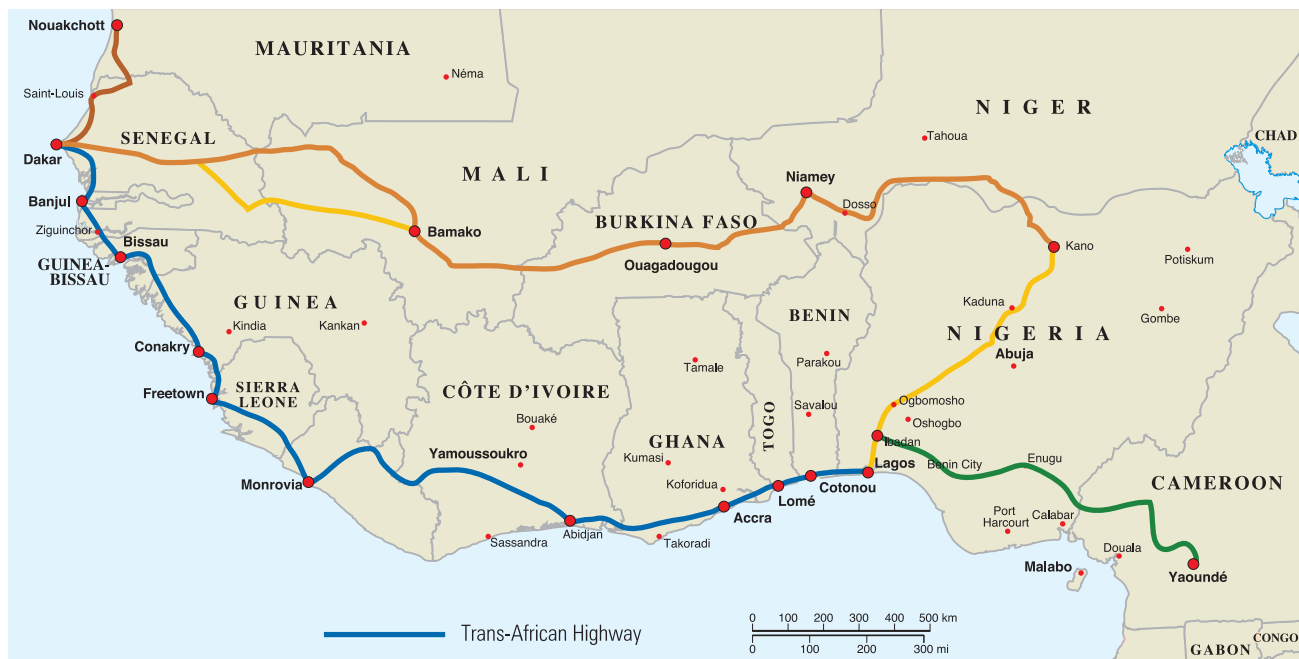 Nouakchott
MAURITANIA
Néma
NIGER
Saint-Louis
SENEGAL
Tahoua
CHAD
Dakar
MALI
Niamey
Banjul
Dosso
Ziguinchor
Bissau
Bamako
BURKINA FASO
Ouagadougou
Kano
Potiskum
GUINEA-
BISSAU
GUINEA
Kindia
Kankan
BENIN
Kaduna
NIGERIA
Gombe
Conakry
Tamale
Parakou
Abuja
Freetown
SIERRA
LEONE
CÔTE D'IVOIRE
Bouaké
Savalou
Ogbomosho
Oshogbo
TOGO
GHANA
Ibadan
Yamoussoukro
Kumasi
Lagos
Benin City
Enugu
Monrovia
Koforidua
Cotonou
CAMEROON
Lomé
Accra
Port
Harcourt
Calabar
Abidjan
Sassandra
Takoradi
Douala
Malabo
Yaoundé
Trans-African Highway
0 100 200 300 400 500 km
0 100 200 300 mi
GABON
CONGO